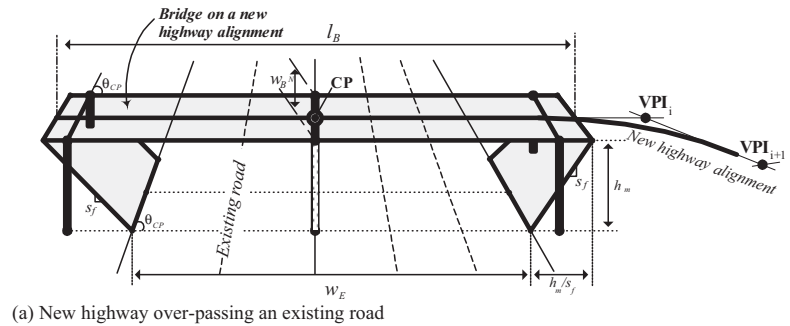 Bridge on a new
highway alignment
l_B
θ_CP
w_B^N
CP
VPI_i
VPI_{i+1}
New highway alignment
Existing road
s_f
s_f
h_m
θ_CP
w_E
h_m/s_f
(a) New highway over-passing an existing road